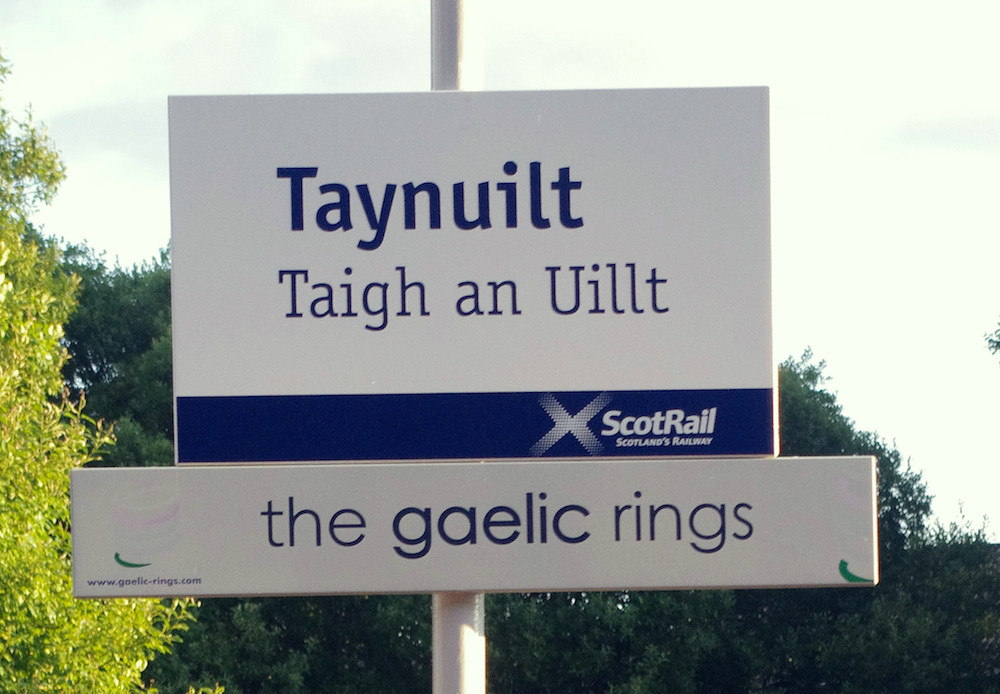 Taynuilt
Taigh an Uillt
ScotRail
SCOTLAND'S RAILWAY
the gaelic rings
www.gaelic-rings.com